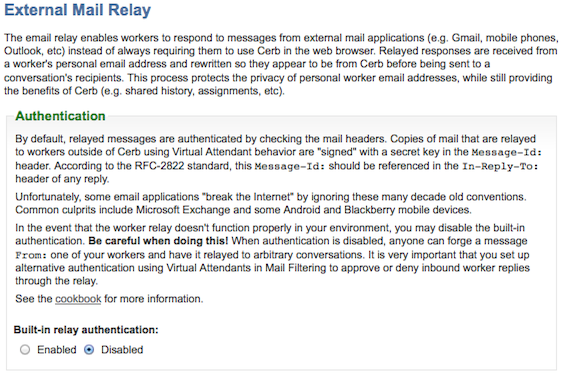 External Mail Relay
The email relay enables workers to respond to messages from external mail applications (e.g. Gmail, mobile phones,
Outlook, etc) instead of always requiring them to use Cerb in the web browser. Relayed responses are received from
a worker's personal email address and rewritten so they appear to be from Cerb before being sent to a
conversation's recipients. This process protects the privacy of personal worker email addresses, while still providing
the benefits of Cerb (e.g. shared history, assignments, etc).
Authentication
By default, relayed messages are authenticated by checking the mail headers. Copies of mail that are relayed
to workers outside of Cerb using Virtual Attendant behavior are "signed" with a secret key in the Message-Id:
header. According to the RFC-2822 standard, this Message-Id: should be referenced in the In-Reply-To:
header of any reply.
Unfortunately, some email applications "break the Internet" by ignoring these many decade old conventions.
Common culprits include Microsoft Exchange and some Android and Blackberry mobile devices.
In the event that the worker relay doesn't function properly in your environment, you may disable the built-in
authentication. Be careful when doing this! When authentication is disabled, anyone can forge a message
From: one of your workers and have it relayed to arbitrary conversations. It is very important that you set up
alternative authentication using Virtual Attendants in Mail Filtering to approve or deny inbound worker replies
through the relay.
See the cookbook for more information.
Built-in relay authentication:
Enabled Disabled